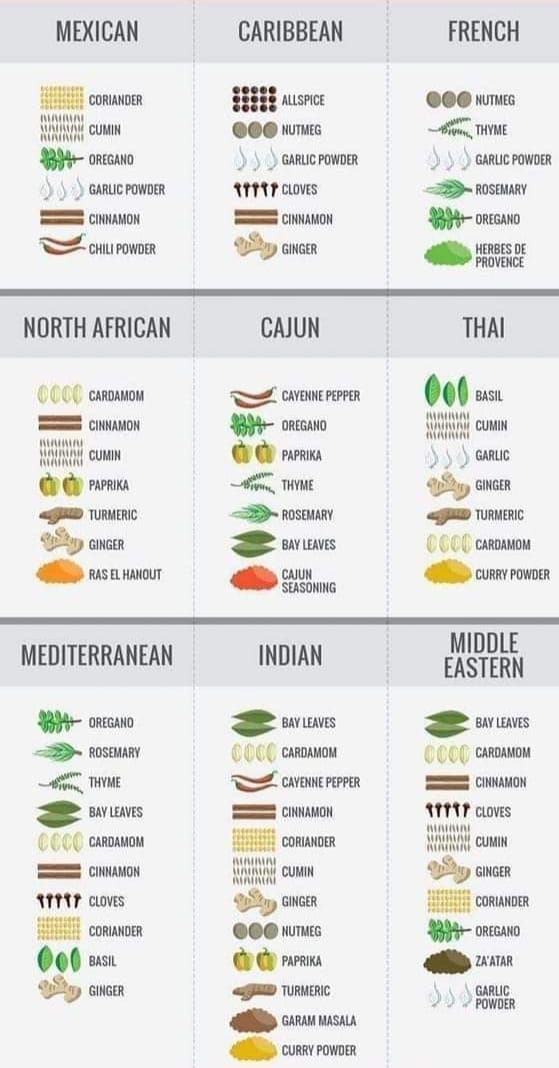 MEXICAN
CORIANDER
CUMIN
OREGANO
GARLIC POWDER
CINNAMON
CHILI POWDER
CARIBBEAN
ALLSPICE
NUTMEG
GARLIC POWDER
CLOVES
CINNAMON
GINGER
FRENCH
NUTMEG
THYME
GARLIC POWDER
ROSEMARY
OREGANO
HERBES DE
PROVENCE
NORTH AFRICAN
CARDAMOM
CINNAMON
CUMIN
PAPRIKA
TURMERIC
GINGER
RAS EL HANOUT
CAJUN
CAYENNE PEPPER
OREGANO
PAPRIKA
THYME
ROSEMARY
BAY LEAVES
CAJUN
SEASONING
THAI
BASIL
CUMIN
GARLIC
GINGER
TURMERIC
CARDAMOM
CURRY POWDER
MEDITERRANEAN
OREGANO
ROSEMARY
THYME
BAY LEAVES
CARDAMOM
CINNAMON
CLOVES
CORIANDER
BASIL
GINGER
INDIAN
BAY LEAVES
CARDAMOM
CAYENNE PEPPER
CINNAMON
CORIANDER
CUMIN
GINGER
NUTMEG
PAPRIKA
TURMERIC
GARAM MASALA
CURRY POWDER
MIDDLE
EASTERN
BAY LEAVES
CARDAMOM
CINNAMON
CLOVES
CUMIN
GINGER
CORIANDER
OREGANO
ZA'ATAR
GARLIC
POWDER